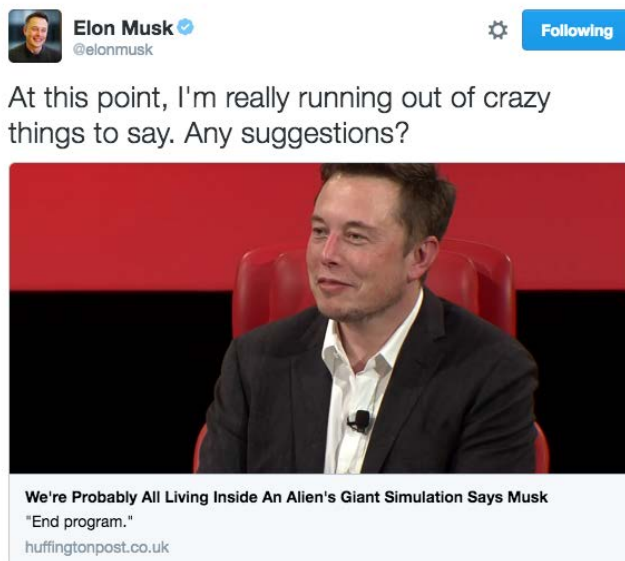 Elon Musk
@elonmusk
Following
At this point, I'm really running out of crazy
things to say. Any suggestions?
We're Probably All Living Inside An Alien's Giant Simulation Says Musk
"End program."
huffingtonpost.co.uk